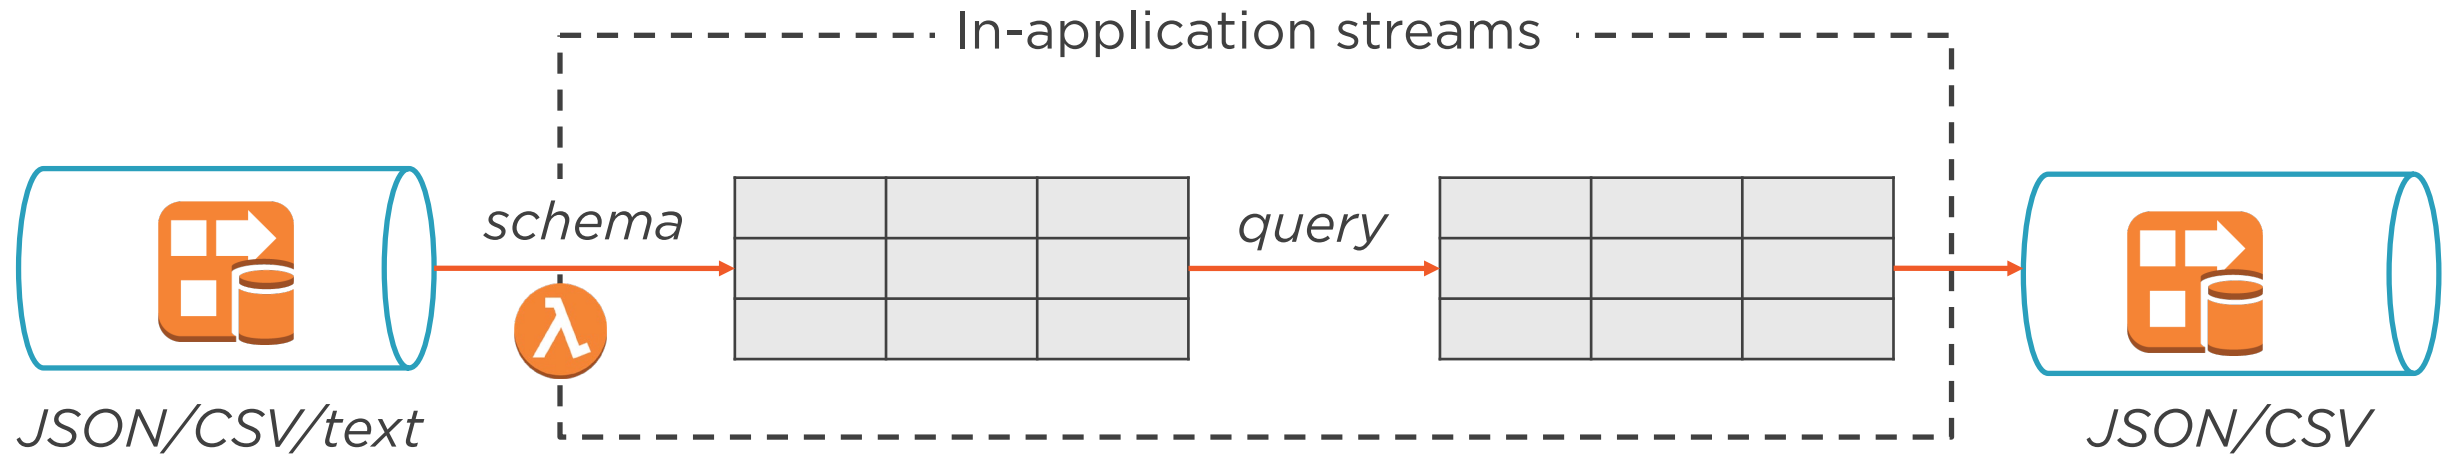 In-application streams
schema
query
JSON/CSV/text
JSON/CSV